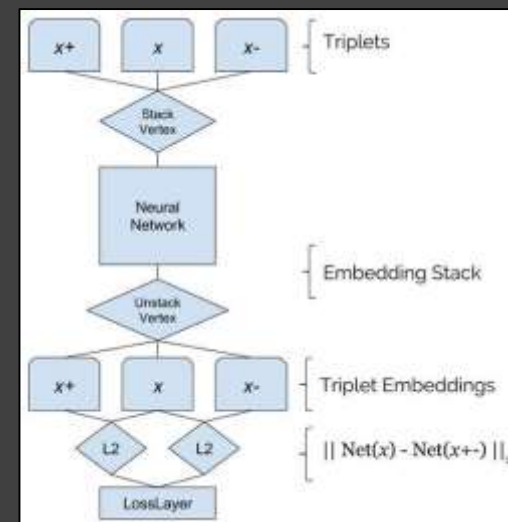 x+ x x- Triplets
Stack
Vertex
Neural
Network
Embedding Stack
Unstack
Vertex
x+ x x- Triplet Embeddings
L2 L2 || Net(x) - Net(x+-) ||
LossLayer